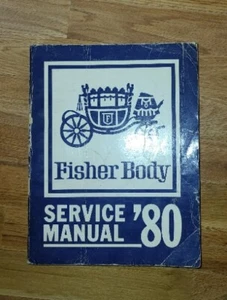 F
Fisher Body
SERVICE '80
MANUAL